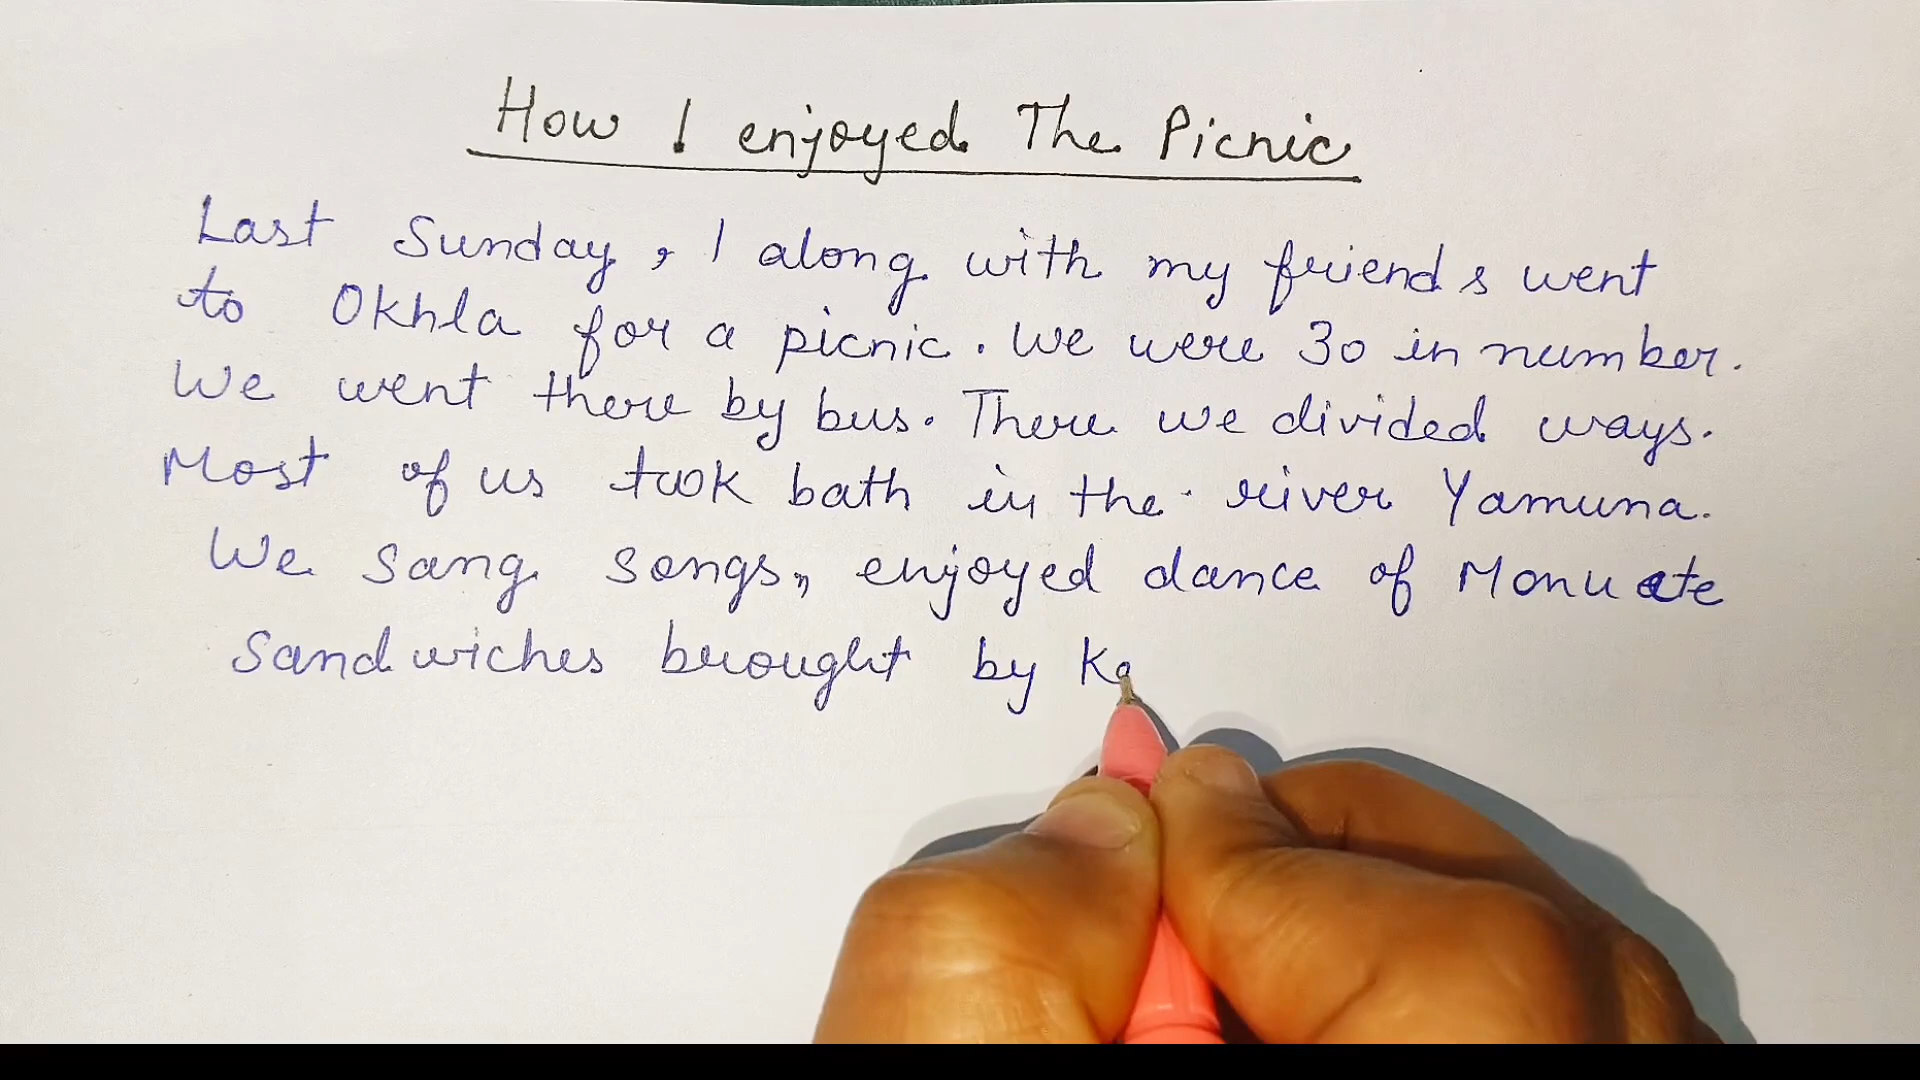 How I enjoyed The Picnic
Last Sunday, I along with my friends went
to Okhla for a picnic. We were 30 in number.
We went there by bus. There we divided ways.
Most of us took bath in the river Yamuna.
We sang songs, enjoyed dance of Monu ate
Sandwiches brought by Ka